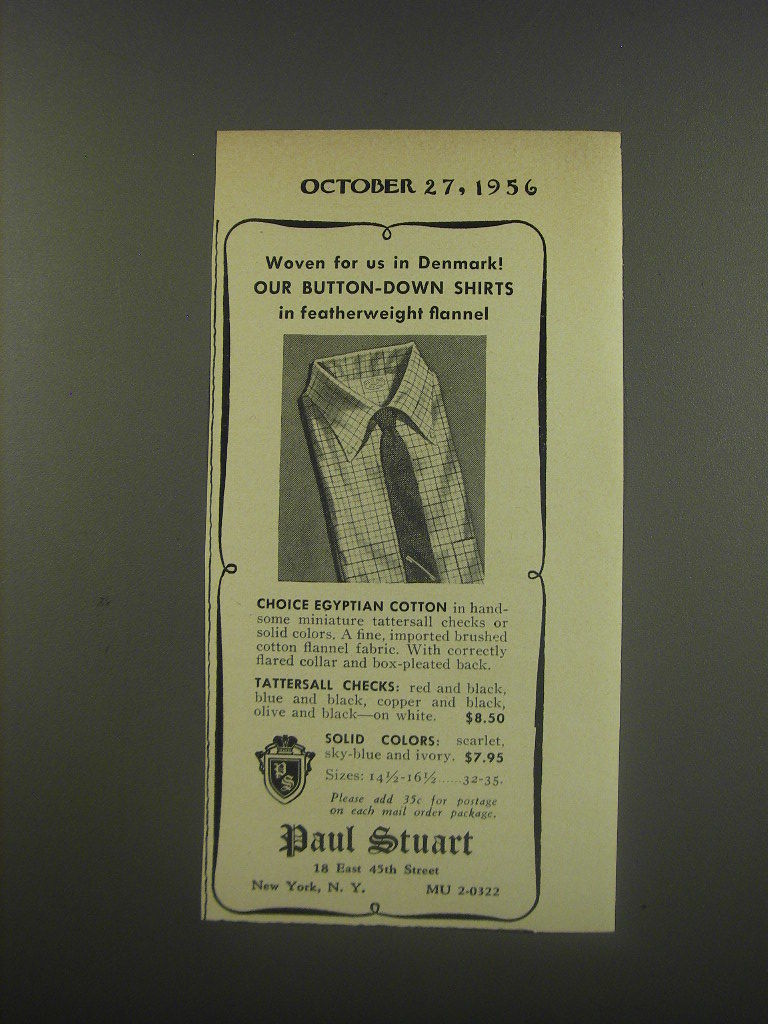 OCTOBER 27, 1956
Woven for us in Denmark!
OUR BUTTON-DOWN SHIRTS
in featherweight flannel
CHOICE EGYPTIAN COTTON in hand-
some miniature tattersall checks or
solid colors. A fine, imported brushed
cotton flannel fabric. With correctly
flared collar and box-pleated back.
TATTERSALL CHECKS: red and black,
blue and black, copper and black,
olive and black—on white. $8.50
SOLID COLORS: scarlet,
sky-blue and ivory. $7.95
Sizes: 14½-16½ .....32-35.
Please add 35c for postage
on each mail order package.
PS
Paul Stuart
18 East 45th Street
New York, N. Y. MU 2-0322